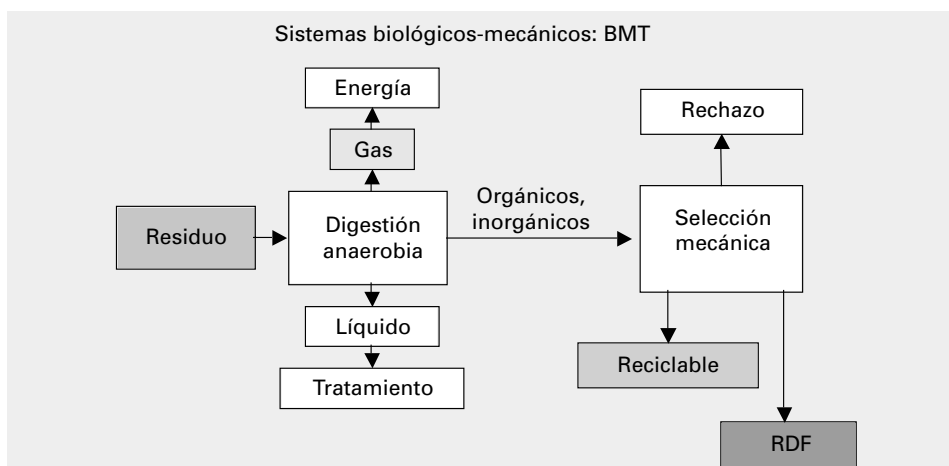 Sistemas biológicos-mecánicos: BMT
Energía
Gas
Residuo
Digestión
anaerobia
Líquido
Tratamiento
Orgánicos,
inorgánicos
Rechazo
Selección
mecánica
Reciclable
RDF